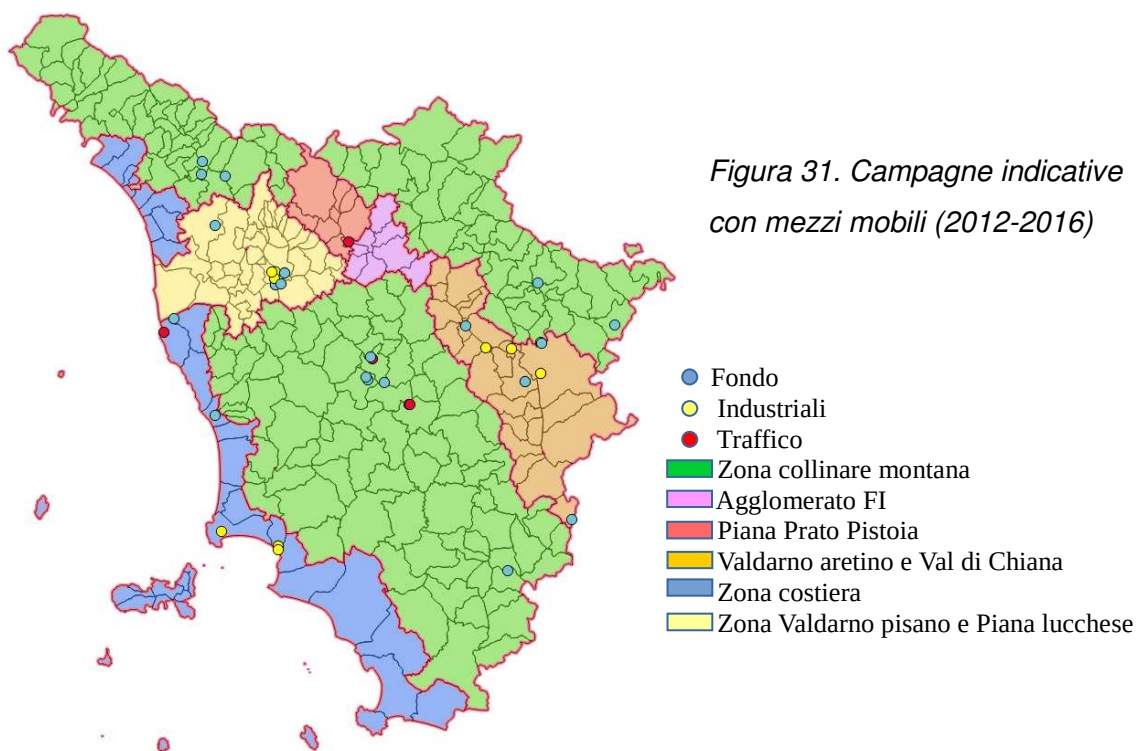 Figura 31. Campagne indicative
con mezzi mobili (2012-2016)
Fondo
Industriali
Traffico
Zona collinare montana
Agglomerato FI
Piana Prato Pistoia
Valdarno aretino e Val di Chiana
Zona costiera
Zona Valdarno pisano e Piana lucchese